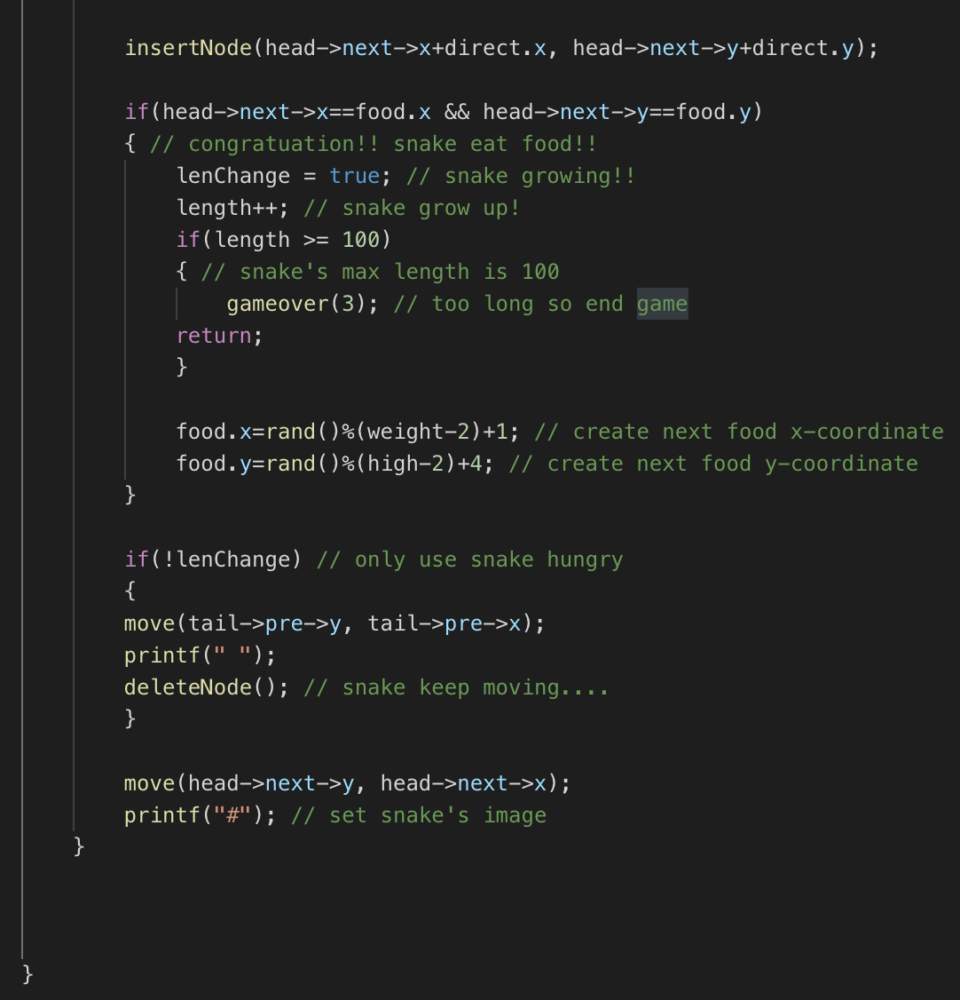 insertNode(head->next->x+direct.x, head->next->y+direct.y);
if(head->next->x==food.x && head->next->y==food.y)
{ // congratuation!! snake eat food!!
lenChange = true; // snake growing!!
length++; // snake grow up!
if(length >= 100)
{ // snake's max length is 100
gameover(3); // too long so end game
return;
}
food.x=rand()%(weight-2)+1; // create next food x-coordinate
food.y=rand()%(high-2)+4; // create next food y-coordinate
}
if(!lenChange) // only use snake hungry
{
move(tail->pre->y, tail->pre->x);
printf(" ");
deleteNode(); // snake keep moving....
}
move(head->next->y, head->next->x);
printf("#"); // set snake's image
}
}